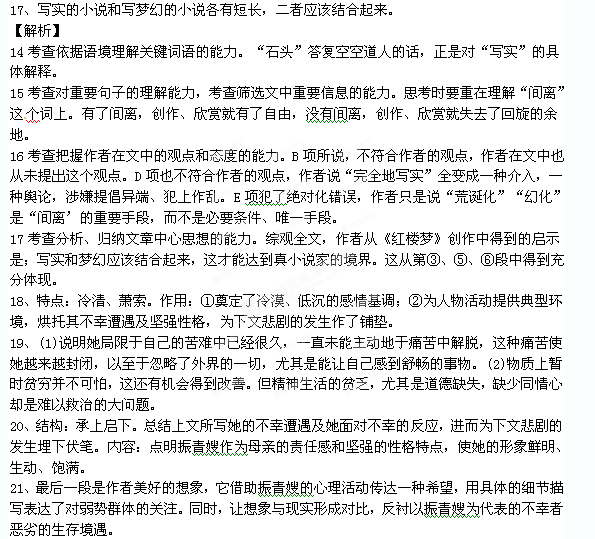 17、写实的小说和写梦幻的小说各有短长，二者应该结合起来。
【解析】
14 考查依据语境理解关键词语的能力。“石头”答复空空道人的话，正是对“写实”的具
体解释。
15 考查对重要句子的理解能力，考查筛选文中重要信息的能力。思考时要重在理解“间离”
这个词上。有了间离，创作、欣赏就有了自由，没有间离，创作、欣赏就失去了回旋的余
地。
16 考查把握作者在文中的观点和态度的能力。B 项所说，不符合作者的观点，作者在文中也
从未提出这个观点。D 项也不符合作者的观点，作者说“完全地写实”全变成一种介入，一
种舆论，涉嫌提倡异端、犯上作乱。E 项犯了绝对化错误，作者只是说“荒诞化”“幻化”
是“间离’的重要手段，而不是必要条件、唯一手段。
17 考查分析、归纳文章中心思想的能力。综观全文，作者从《红楼梦》创作中得到的启示
是；写实和梦幻应该结合起来，这才能达到真小说家的境界。这从第③、⑤、⑥段中得到充
分体现。
18、特点：冷清、萧索。作用：①奠定了冷漠、低沉的感情基调；②为人物活动提供典型环
境，烘托其不幸遭遇及坚强性格，为下文悲剧的发生作了铺垫。
19、(1)说明她局限于自己的苦难中已经很久，一直未能主动地于痛苦中解脱，这种痛苦使
她越来越封闭，以至于忽略了外界的一切，尤其是能让自己感到舒畅的事物。(2)物质上暂
时贫穷并不可怕，这还有机会得到改善。但精神生活的贫乏，尤其是道德缺失，缺少同情心
却是难以救治的大问题。
20、结构：承上启下。总结上文所写她的不幸遭遇及她面对不幸的反应，进而为下文悲剧的
发生埋下伏笔。内容：点明振青嫂作为母亲的责任感和坚强的性格特点，使她的形象鲜明、
生动、饱满。
21、最后一段是作者美好的想象，它借助振青嫂的心理活动传达一种希望，用具体的细节描
写表达了对弱势群体的关注。同时，让想象与现实形成对比，反衬以振青嫂为代表的不幸者
恶劣的生存境遇。